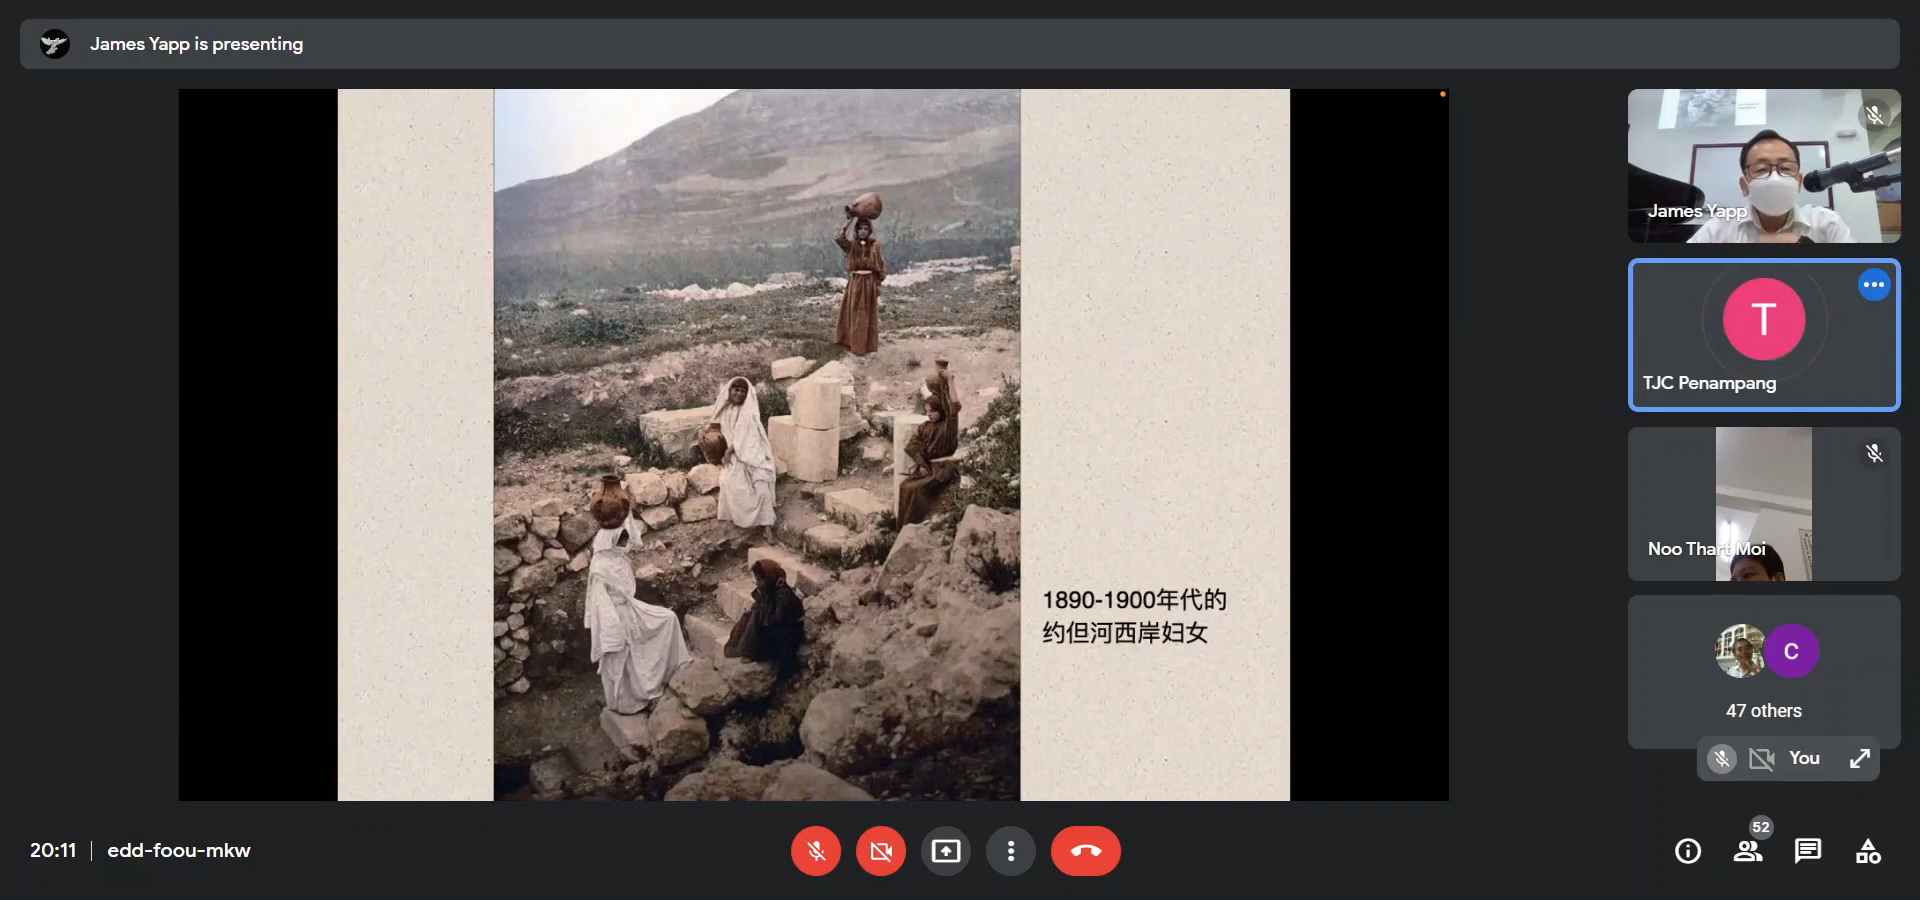 James Yapp is presenting
1890-1900年代的
约但河西岸妇女
James Yapp
T
TJC Penampang
Noo Thart Moi
C
47 others
You
20:11 | edd-foou-mkw
52